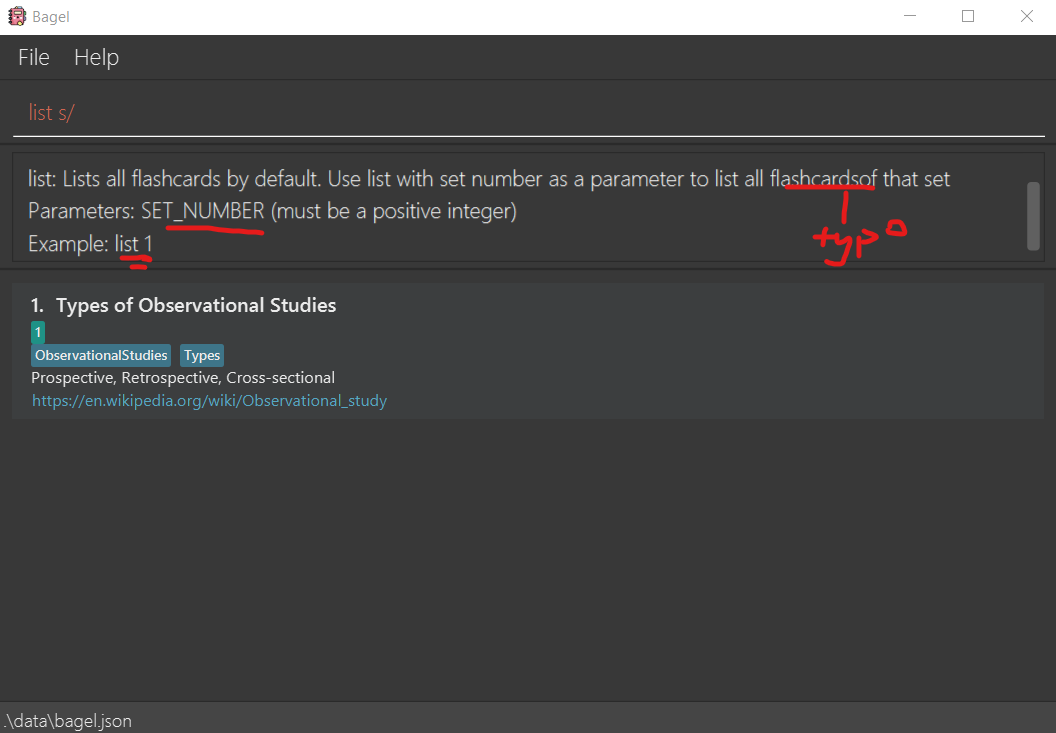 Bagel
File Help
list s/
list: Lists all flashcards by default. Use list with set number as a parameter to list all flashcardsof that set
Parameters: SET_NUMBER (must be a positive integer)
Example: list 1
typo
1. Types of Observational Studies
1
ObservationalStudies Types
Prospective, Retrospective, Cross-sectional
https://en.wikipedia.org/wiki/Observational_study
.\data\bagel.json